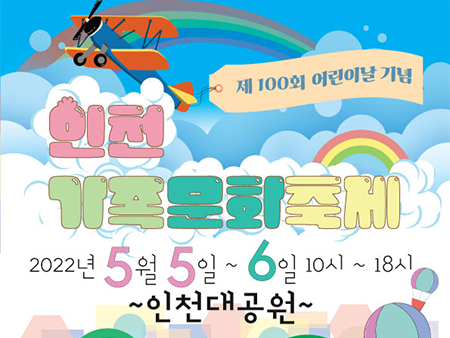 제 100회 어린이날 기념
인천
가족문화축제
2022년 5월 5일 ~ 6일 10시 ~ 18시
~인천대공원~